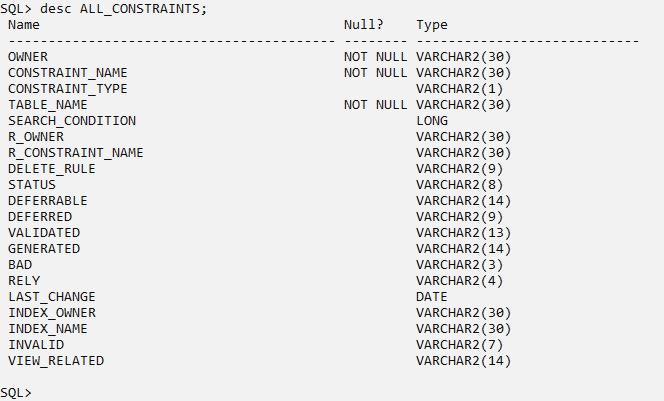 SQL> desc ALL_CONSTRAINTS;
Name Null? Type
----------------------------------------- -------- ----------------------------
OWNER NOT NULL VARCHAR2(30)
CONSTRAINT_NAME NOT NULL VARCHAR2(30)
CONSTRAINT_TYPE VARCHAR2(1)
TABLE_NAME NOT NULL VARCHAR2(30)
SEARCH_CONDITION LONG
R_OWNER VARCHAR2(30)
R_CONSTRAINT_NAME VARCHAR2(30)
DELETE_RULE VARCHAR2(9)
STATUS VARCHAR2(8)
DEFERRABLE VARCHAR2(14)
DEFERRED VARCHAR2(9)
VALIDATED VARCHAR2(13)
GENERATED VARCHAR2(14)
BAD VARCHAR2(3)
RELY VARCHAR2(4)
LAST_CHANGE DATE
INDEX_OWNER VARCHAR2(30)
INDEX_NAME VARCHAR2(30)
INVALID VARCHAR2(7)
VIEW_RELATED VARCHAR2(14)
SQL>